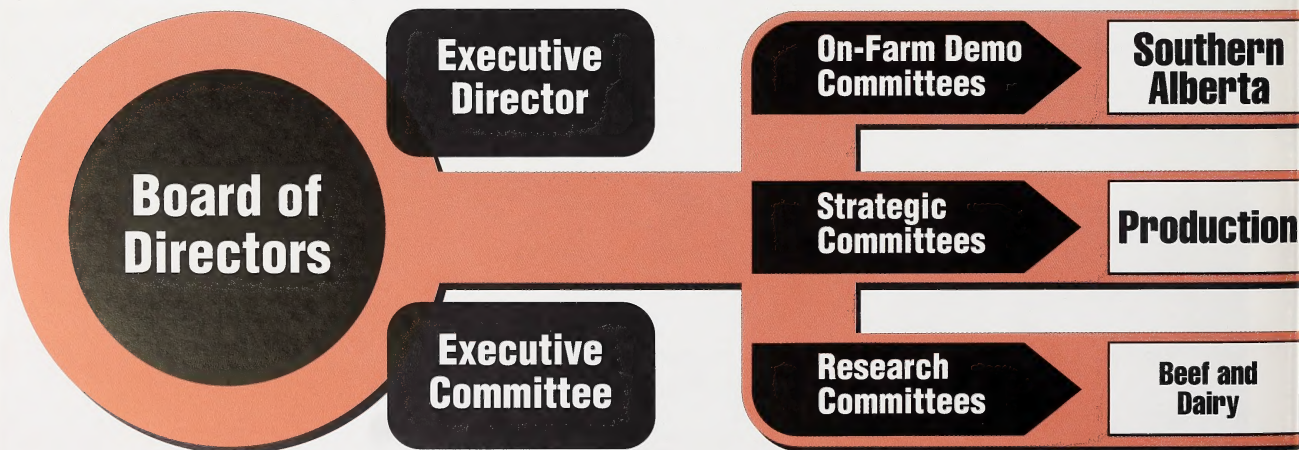 Board of
Directors
Executive
Director
Executive
Committee
On-Farm Demo
Committees
Southern
Alberta
Strategic
Committees
Production
Research
Committees
Beef and
Dairy